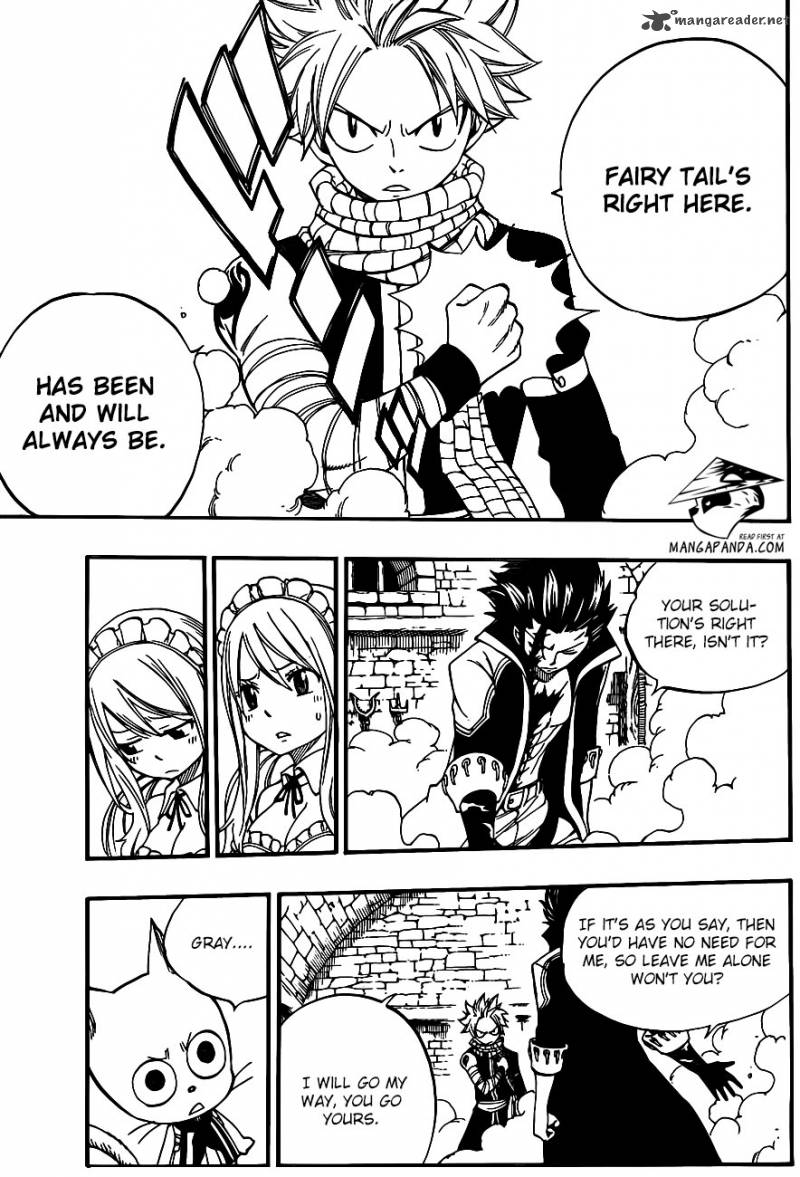 mangareader.net
FAIRY TAIL'S
RIGHT HERE.
HAS BEEN
AND WILL
ALWAYS BE.
READ FIRST AT
MANGAPANDA.COM
YOUR SOLU-
TION'S RIGHT
THERE, ISN'T IT?
IF IT'S AS YOU SAY, THEN
YOU'D HAVE NO NEED FOR
ME, SO LEAVE ME ALONE
WON'T YOU?
I WILL GO MY
WAY, YOU GO
YOURS.
GRAY....